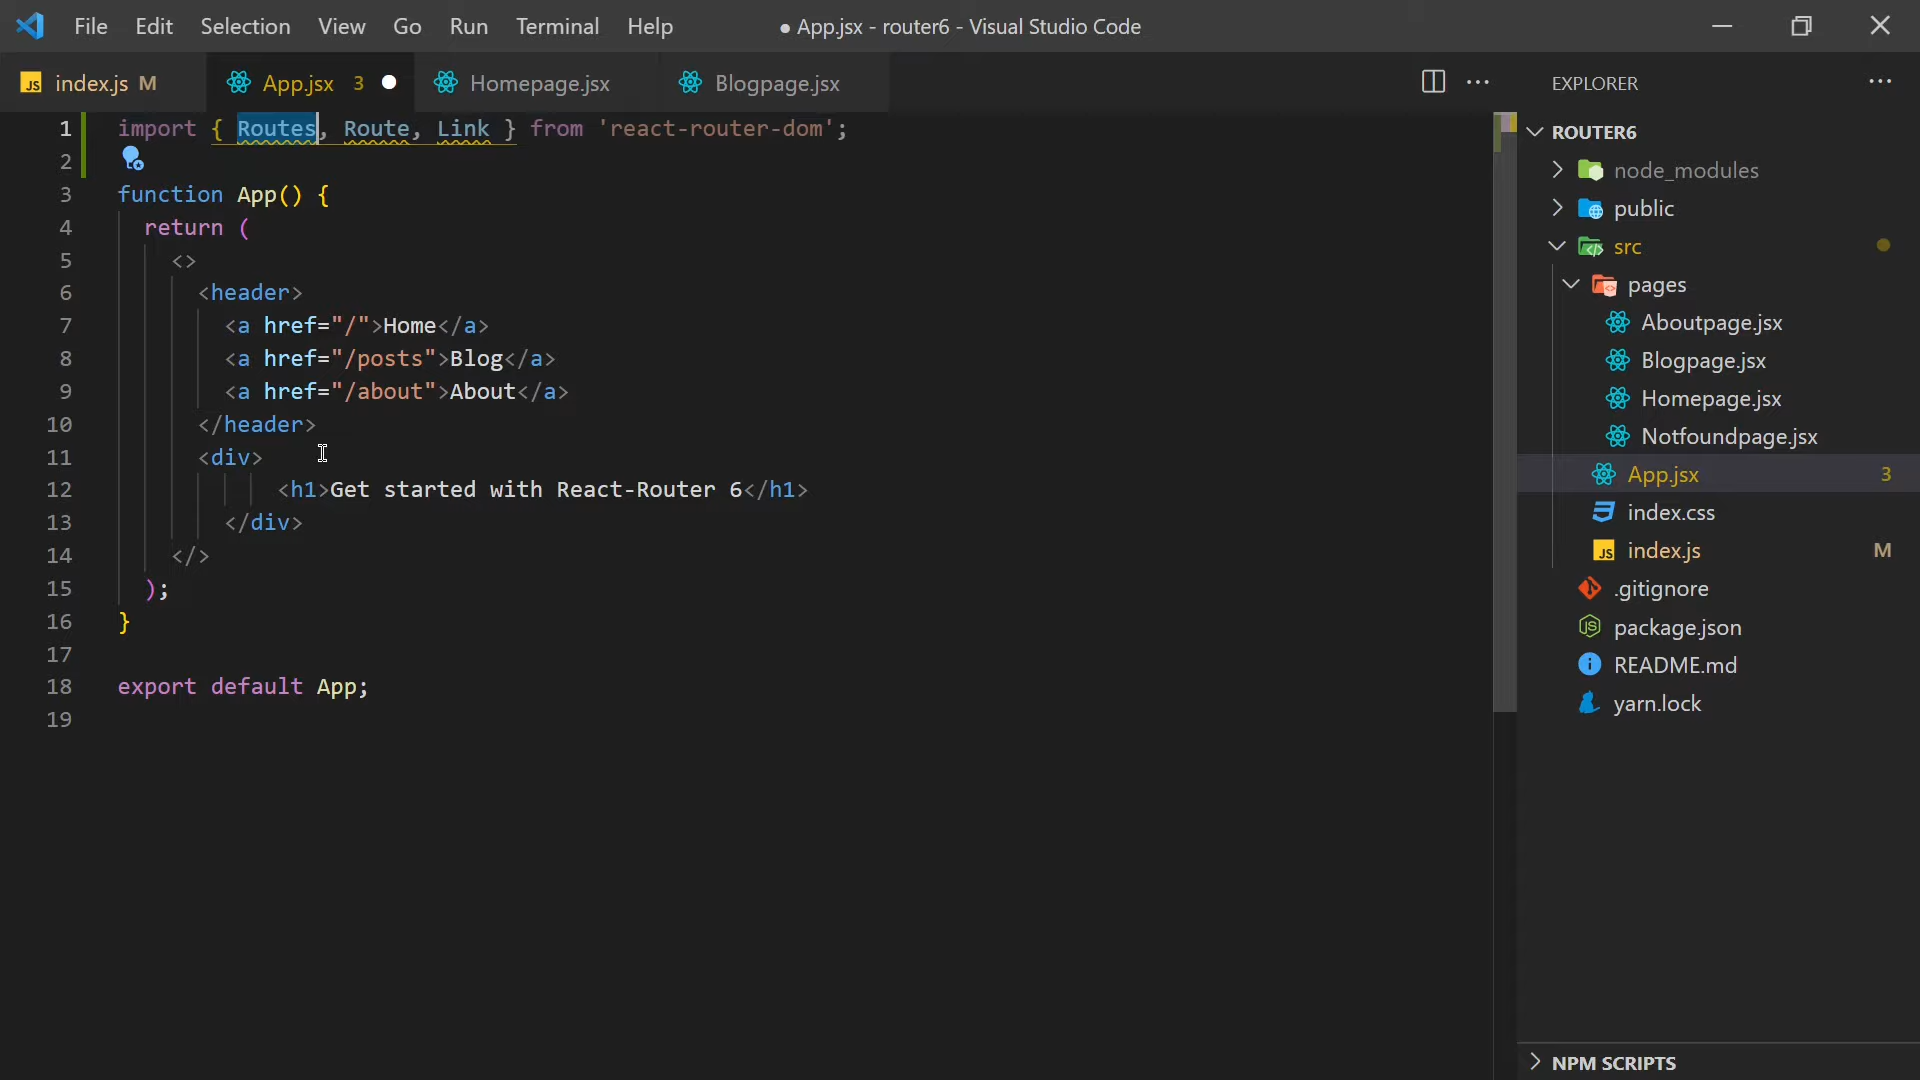 File Edit Selection View Go Run Terminal Help ● App.jsx - router6 - Visual Studio Code
JS index.js M App.jsx 3 ● Homepage.jsx Blogpage.jsx ··· EXPLORER ···
1 import { Routes, Route, Link } from 'react-router-dom';
2
3 function App() {
4 return (
5 <>
6 <header>
7 <a href="/">Home</a>
8 <a href="/posts">Blog</a>
9 <a href="/about">About</a>
10 </header>
11 <div>
12 <h1>Get started with React-Router 6</h1>
13 </div>
14 </>
15 );
16 }
17
18 export default App;
19
ROUTER6
node_modules
public
src
pages
Aboutpage.jsx
Blogpage.jsx
Homepage.jsx
Notfoundpage.jsx
App.jsx 3
index.css
JS index.js M
.gitignore
JS package.json
README.md
yarn.lock
NPM SCRIPTS